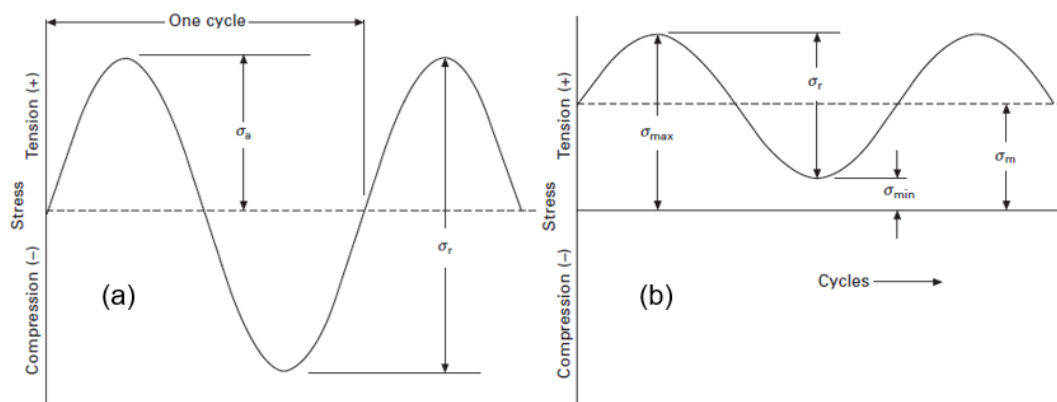 One cycle
Tension (+)
Stress
Compression (−)
σa
σr
(a)
Tension (+)
Stress
Compression (−)
σr
σmax
σm
σmin
Cycles
(b)